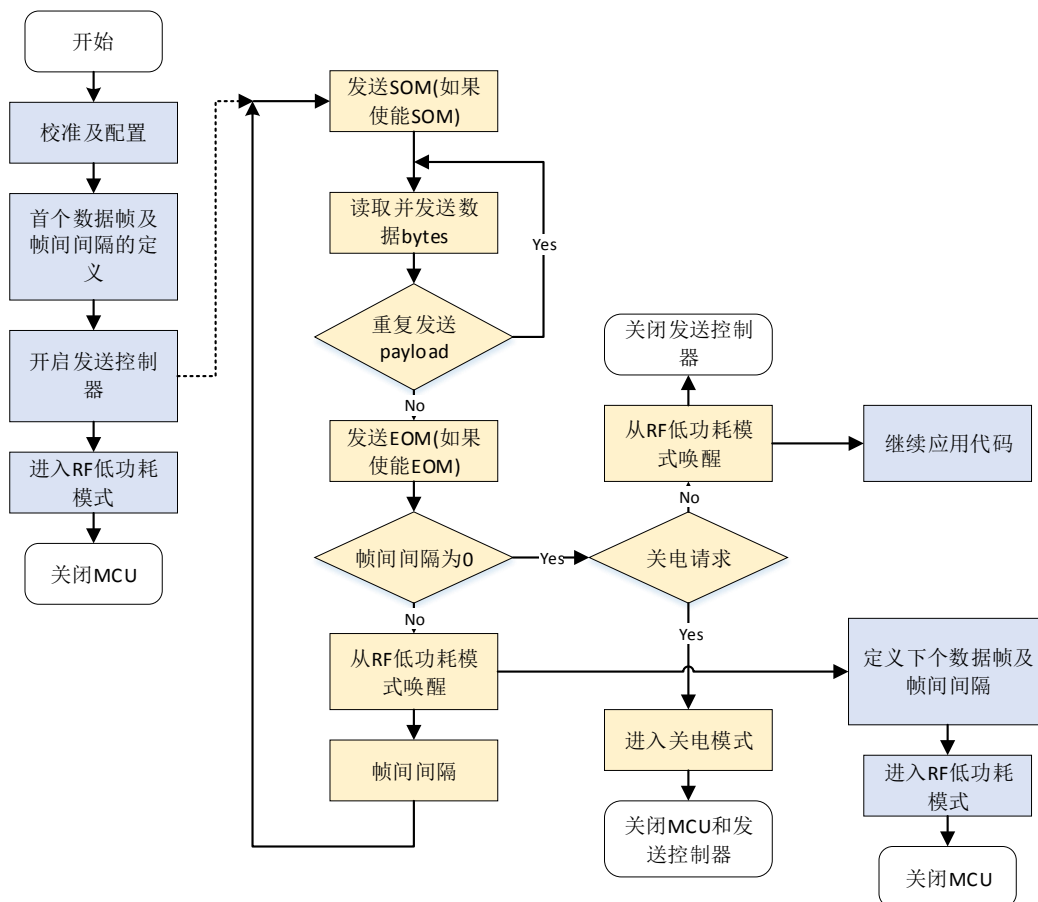 开始
校准及配置
首个数据帧及
帧间间隔的定
义
开启发送控制
器
进入RF低功耗
模式
关闭MCU
发送SOM(如果
使能SOM)
读取并发送数
据bytes
Yes
重复发送
payload
No
发送EOM(如果
使能EOM)
帧间间隔为0
Yes
No
从RF低功耗模
式唤醒
帧间间隔
关闭发送控制
器
从RF低功耗模
式唤醒
继续应用代码
No
关电请求
Yes
进入关电模式
关闭MCU和发
送控制器
定义下个数据帧及
帧间间隔
进入RF低功耗
模式
关闭MCU